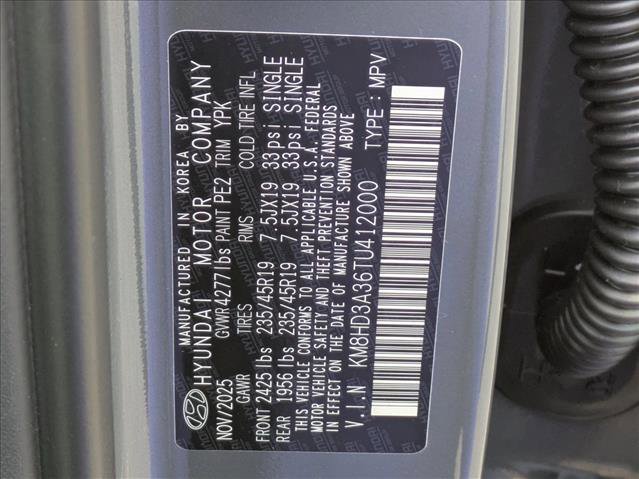 MANUFACTURED IN KOREA BY
HYUNDAI MOTOR COMPANY
NOV/2025 GVWR 4277 lbs PAINT PE2 TRIM YPK
GAWR TIRES RIMS COLD TIRE INFL
FRONT 2425 lbs 235/45R19 7.5JX19 33psi SINGLE
REAR 1956 lbs 235/45R19 7.5JX19 33psi SINGLE
THIS VEHICLE CONFORMS TO ALL APPLICABLE U.S.A. FEDERAL
MOTOR VEHICLE SAFETY AND THEFT PREVENTION STANDARDS
IN EFFECT ON THE DATE OF MANUFACTURE SHOWN ABOVE
V.I.N KM8HD3A36TU412000 TYPE : MPV